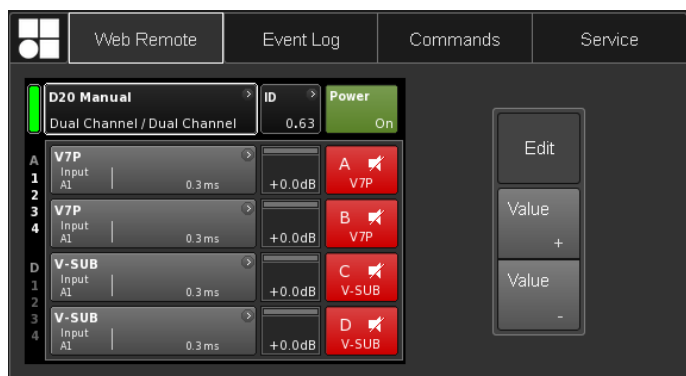 Web Remote
Event Log
Commands
Service
D20 Manual
Dual Channel / Dual Channel
ID
0.63
Power
On
A
1
2
3
4
D
1
2
3
4
V7P
Input
A1
0.3 ms
+0.0dB
A
V7P
V7P
Input
A1
0.3 ms
+0.0dB
B
V7P
V-SUB
Input
A1
0.3 ms
+0.0dB
C
V-SUB
V-SUB
Input
A1
0.3 ms
+0.0dB
D
V-SUB
Edit
Value
+
Value
-